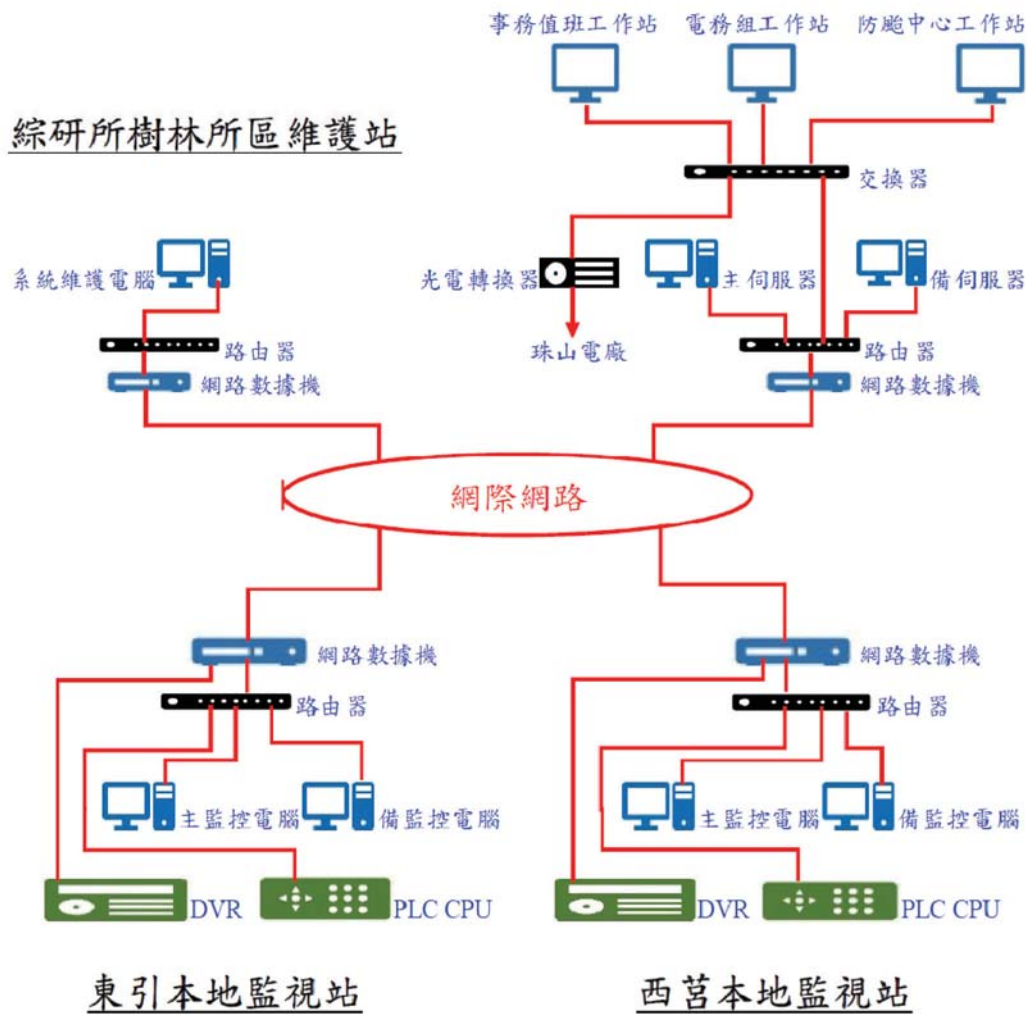 事務值班工作站 電務組工作站 防颱中心工作站
綜研所樹林所區維護站
交換器
系統維護電腦 光電轉換器 主伺服器 備伺服器
路由器 珠山電廠 路由器
網路數據機 網路數據機
網際網路
網路數據機 網路數據機
路由器 路由器
主監控電腦 備監控電腦 主監控電腦 備監控電腦
DVR PLC CPU DVR PLC CPU
東引本地監視站 西莒本地監視站